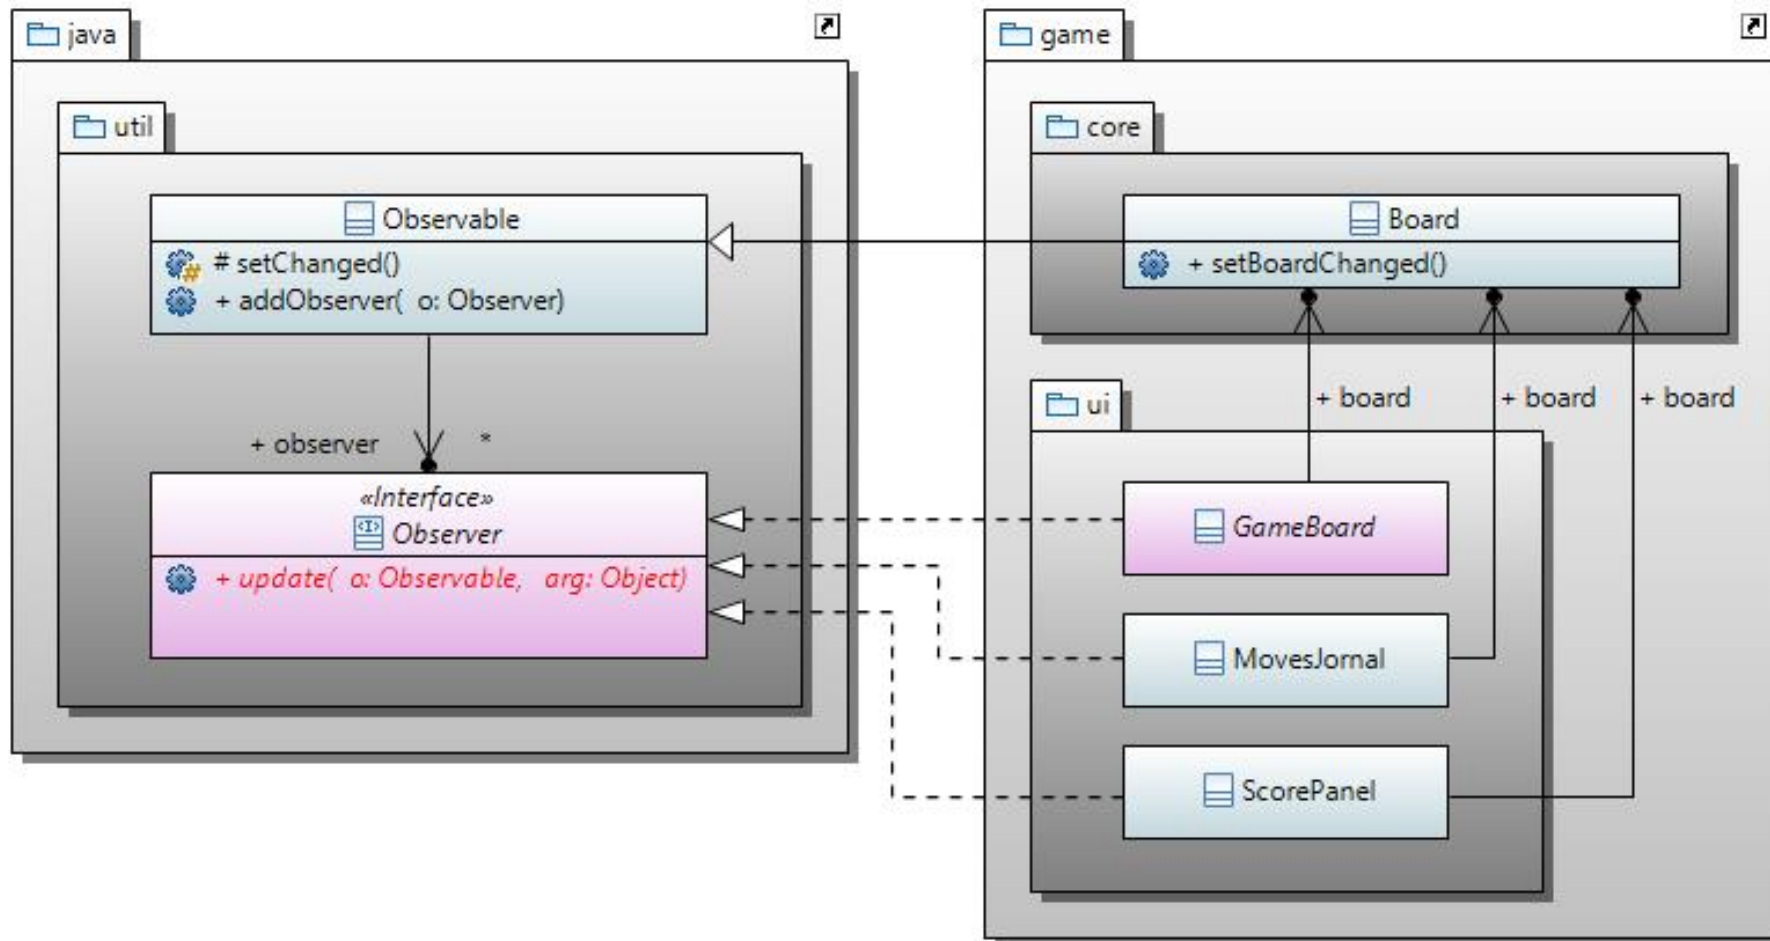 java
util
Observable
# setChanged()
+ addObserver( o: Observer)
+ observer
*
«Interface»
Observer
+ update( o: Observable, arg: Object)
game
core
Board
+ setBoardChanged()
+ board
+ board
+ board
ui
GameBoard
MovesJornal
ScorePanel